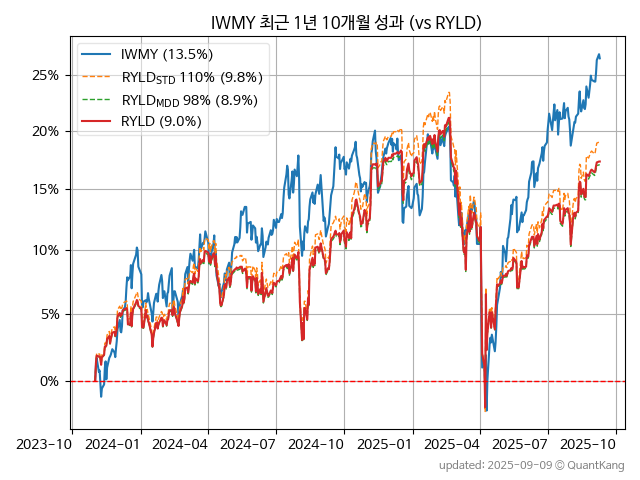 IWMY 최근 1년 10개월 성과 (vs RYLD)
IWMY (13.5%)
RYLD_STD 110% (9.8%)
RYLD_MDD 98% (8.9%)
RYLD (9.0%)
25%
20%
15%
10%
5%
0%
2023-10 2024-01 2024-04 2024-07 2024-10 2025-01 2025-04 2025-07 2025-10
updated: 2025-09-09 © QuantKang